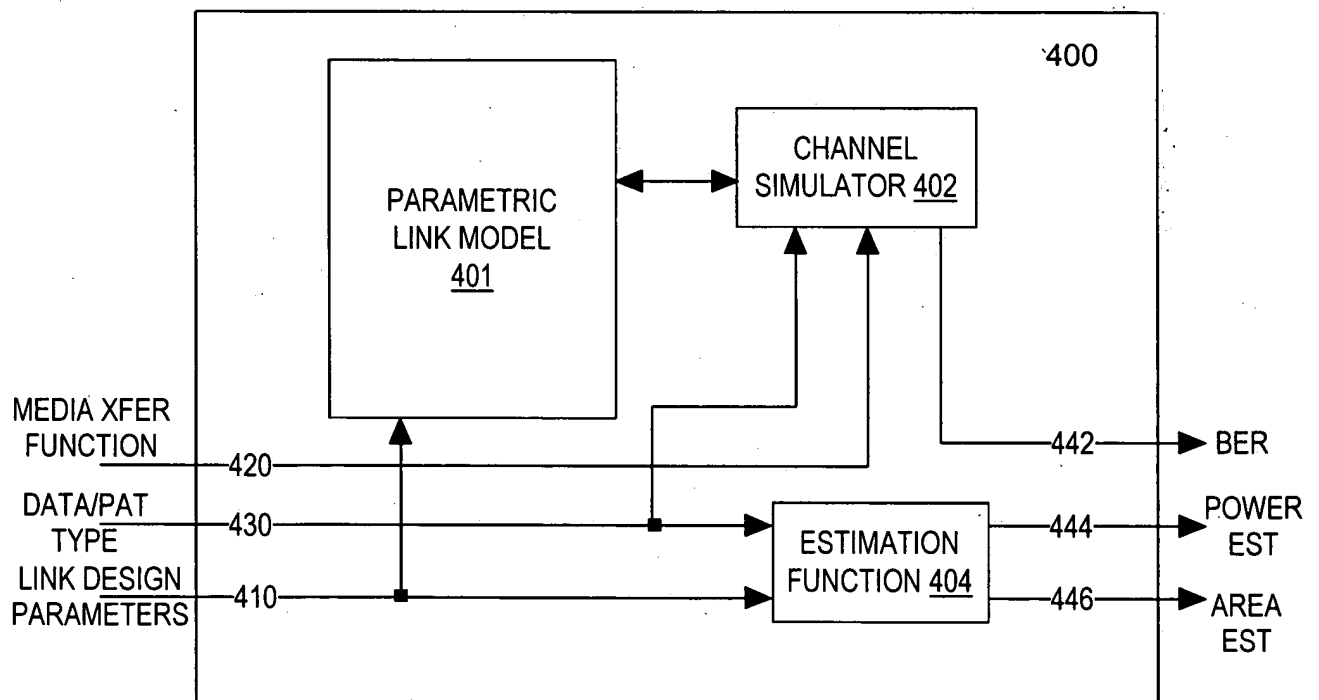 400
PARAMETRIC
LINK MODEL
401
CHANNEL
SIMULATOR 402
MEDIA XFER
FUNCTION
420
DATA/PAT
TYPE
430
LINK DESIGN
PARAMETERS
410
ESTIMATION
FUNCTION 404
442
BER
444
POWER
EST
446
AREA
EST